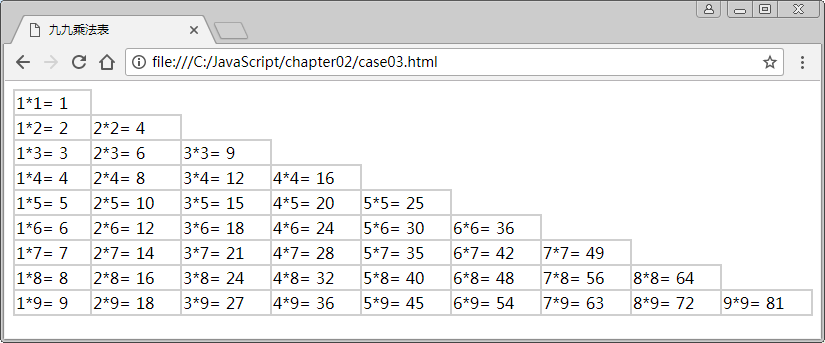 九九乘法表
file:///C:/JavaScript/chapter02/case03.html
1*1= 1
1*2= 2 2*2= 4
1*3= 3 2*3= 6 3*3= 9
1*4= 4 2*4= 8 3*4= 12 4*4= 16
1*5= 5 2*5= 10 3*5= 15 4*5= 20 5*5= 25
1*6= 6 2*6= 12 3*6= 18 4*6= 24 5*6= 30 6*6= 36
1*7= 7 2*7= 14 3*7= 21 4*7= 28 5*7= 35 6*7= 42 7*7= 49
1*8= 8 2*8= 16 3*8= 24 4*8= 32 5*8= 40 6*8= 48 7*8= 56 8*8= 64
1*9= 9 2*9= 18 3*9= 27 4*9= 36 5*9= 45 6*9= 54 7*9= 63 8*9= 72 9*9= 81